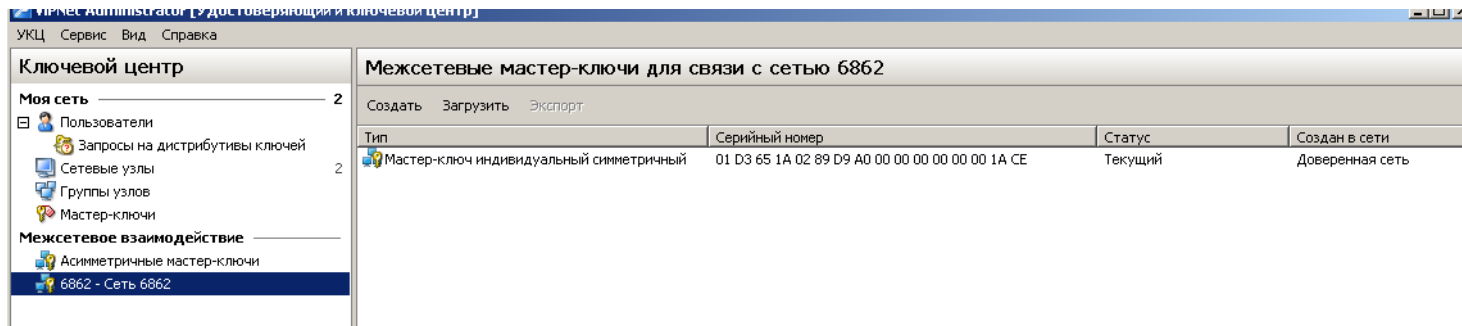 ViPNet Administrator [Удостоверяющий и ключевой центр]
УКЦ Сервис Вид Справка
Ключевой центр
Моя сеть 2
Пользователи
Запросы на дистрибутивы ключей
Сетевые узлы 2
Группы узлов
Мастер-ключи
Межсетевое взаимодействие
Асимметричные мастер-ключи
6862 - Сеть 6862
Межсетевые мастер-ключи для связи с сетью 6862
Создать Загрузить Экспорт
Тип Серийный номер Статус Создан в сети
Мастер-ключ индивидуальный симметричный 01 D3 65 1A 02 89 D9 A0 00 00 00 00 00 00 1A CE Текущий Доверенная сеть